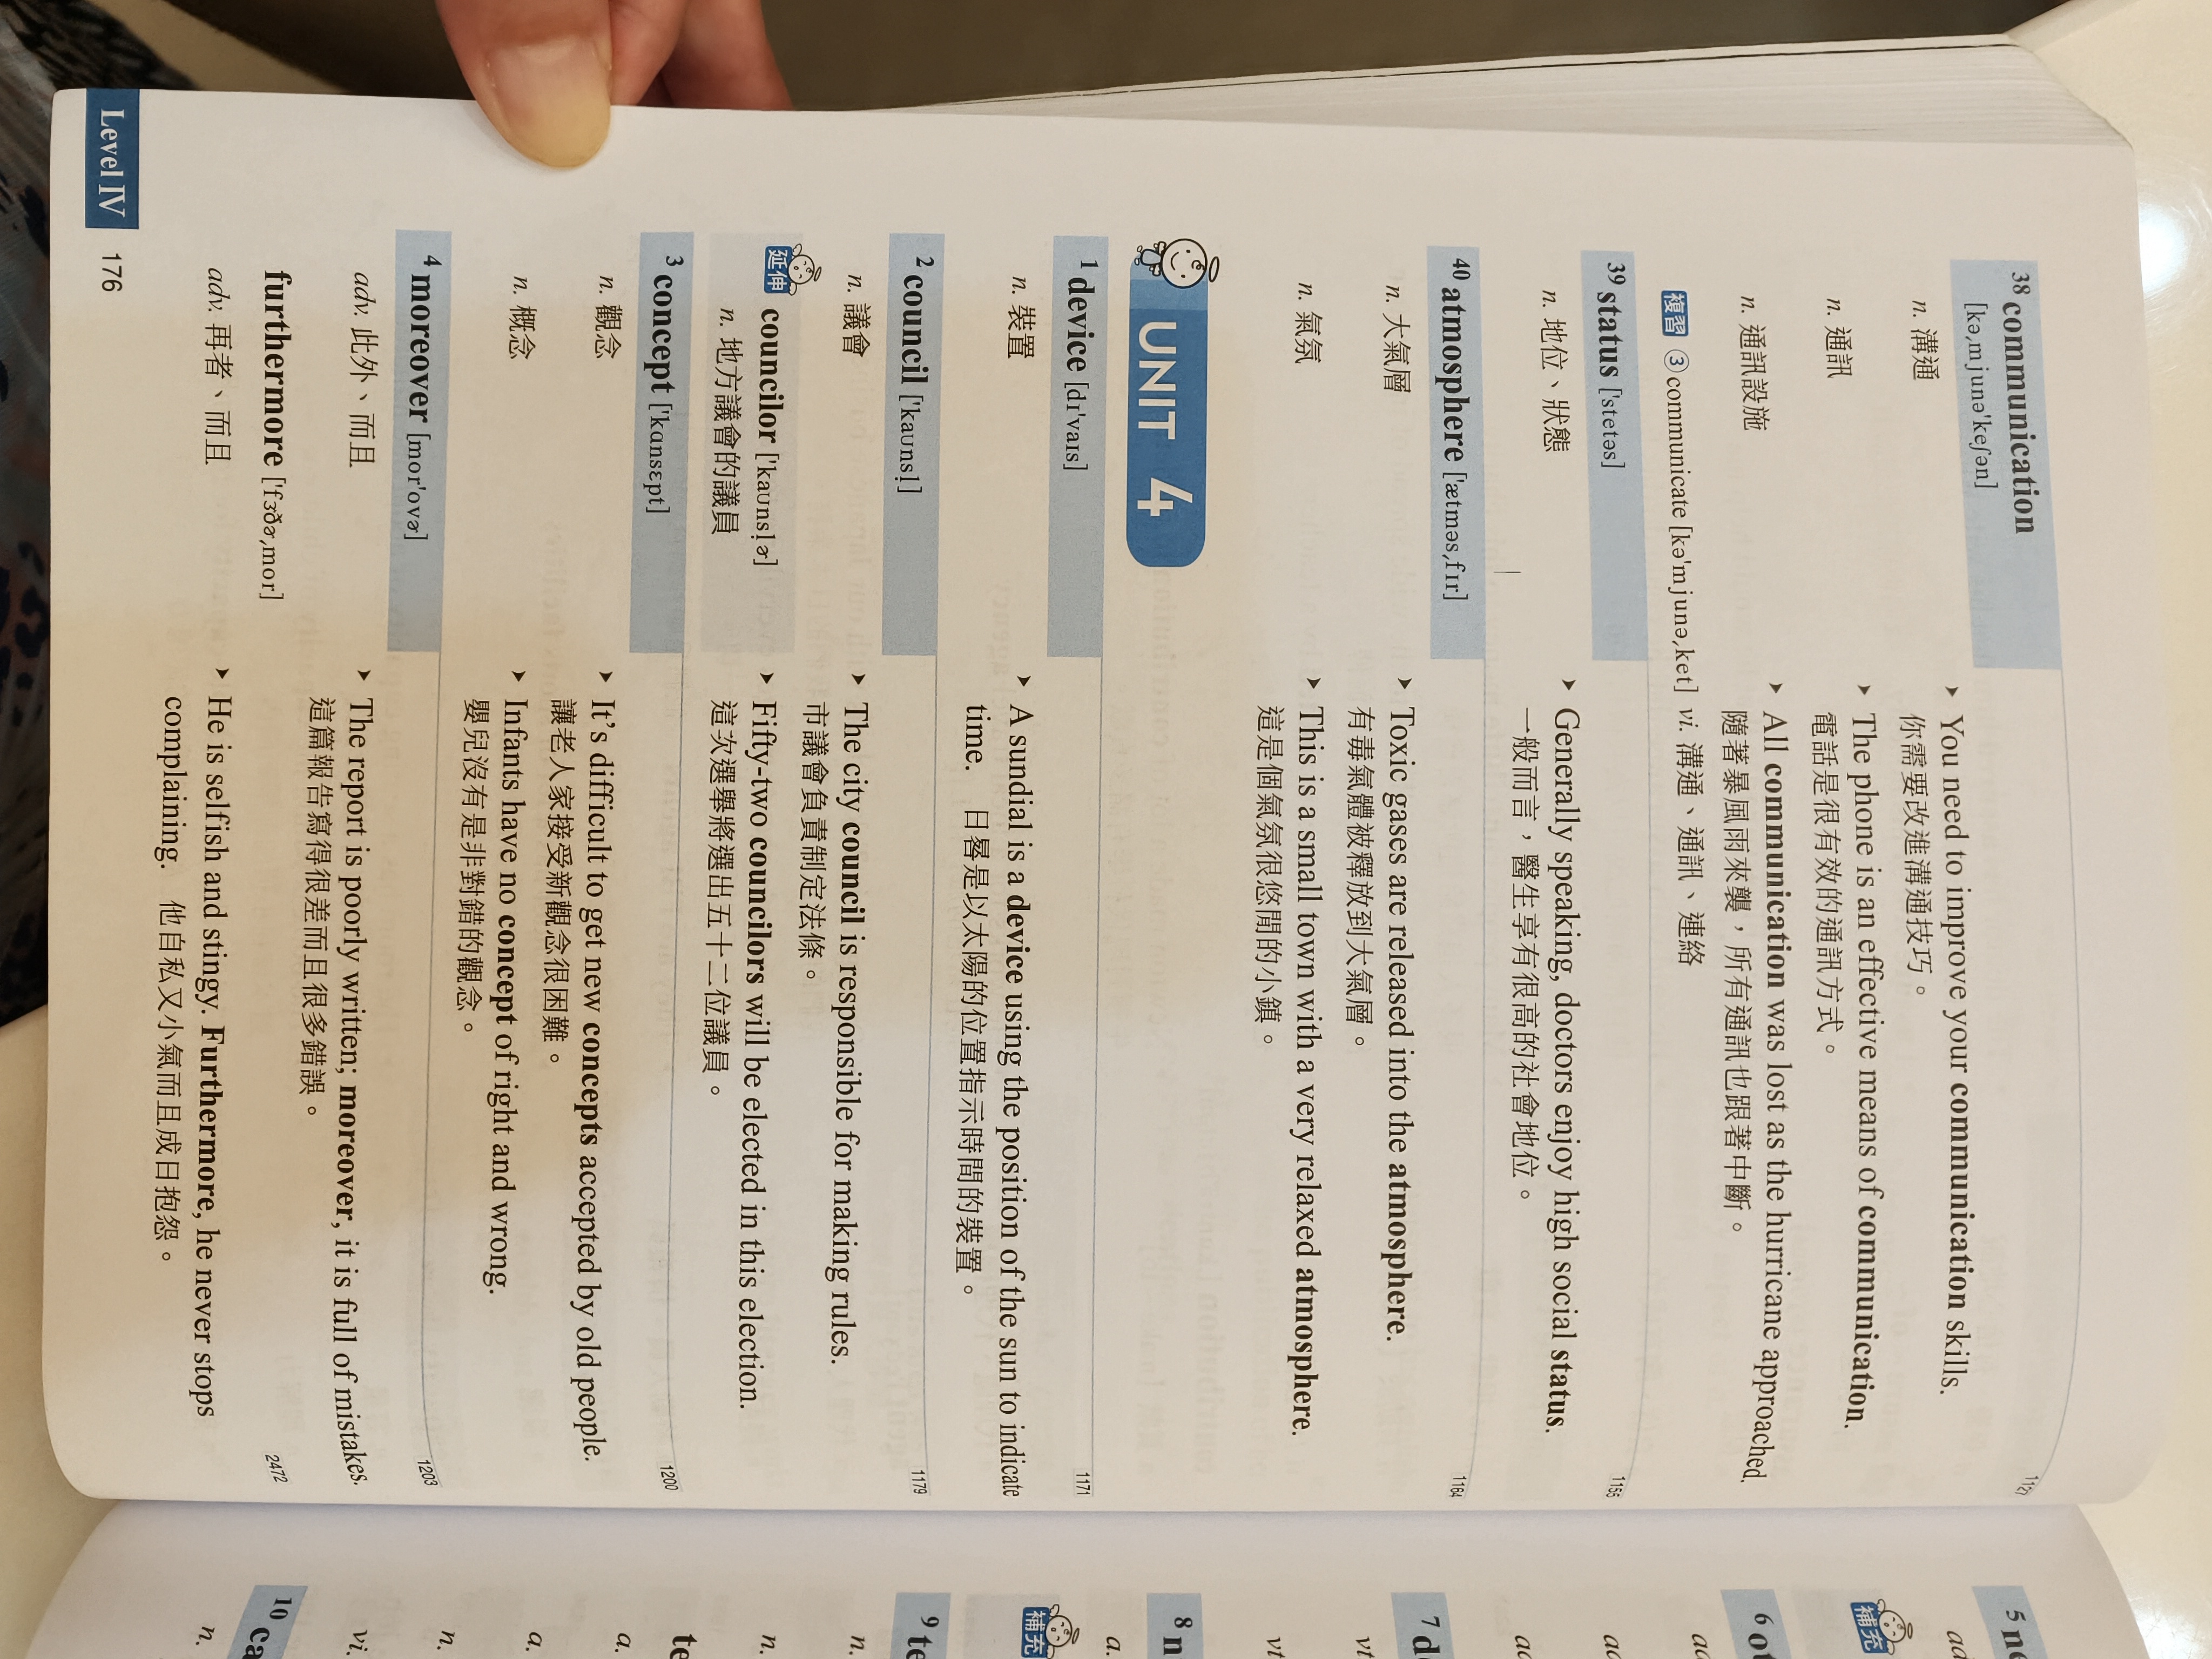 38 communication 1127
[kə͵mjunə'keʃən]
n. 溝通
➤ You need to improve your communication skills.
你需要改進溝通技巧。
n. 通訊
➤ The phone is an effective means of communication.
電話是很有效的通訊方式。
n. 通訊設施
➤ All communication was lost as the hurricane approached.
隨著暴風雨來襲，所有通訊也跟著中斷。
複習 ③ communicate [kə'mjunə͵ket] vi. 溝通、通訊、連絡
39 status ['stetəs] 1155
n. 地位、狀態
➤ Generally speaking, doctors enjoy high social status.
一般而言，醫生享有很高的社會地位。
40 atmosphere ['ætməs͵fɪr] 1164
n. 大氣層
➤ Toxic gases are released into the atmosphere.
有毒氣體被釋放到大氣層。
n. 氣氛
➤ This is a small town with a very relaxed atmosphere.
這是個氣氛很悠閒的小鎮。
UNIT 4
1 device [dɪ'vaɪs] 1171
n. 裝置
➤ A sundial is a device using the position of the sun to indicate
time. 日晷是以太陽的位置指示時間的裝置。
2 council ['kaʊnsḷ] 1179
n. 議會
➤ The city council is responsible for making rules.
市議會負責制定法條。
延伸 councilor ['kaʊnsḷɚ]
n. 地方議會的議員
➤ Fifty-two councilors will be elected in this election.
這次選舉將選出五十二位議員。
3 concept ['kɑnsɛpt] 1200
n. 觀念
➤ It's difficult to get new concepts accepted by old people.
讓老人家接受新觀念很困難。
n. 概念
➤ Infants have no concept of right and wrong.
嬰兒沒有是非對錯的觀念。
4 moreover [mor'ovɚ] 1203
adv. 此外、而且
➤ The report is poorly written; moreover, it is full of mistakes.
這篇報告寫得很差而且很多錯誤。
furthermore ['fɝðɚ͵mor] 2472
adv. 再者、而且
➤ He is selfish and stingy. Furthermore, he never stops
complaining. 他自私又小氣而且成日抱怨。
Level IV 176
5
補充
6
7
8
補充
9
n.
n.
a.
a.
n.
vi.
10
n.